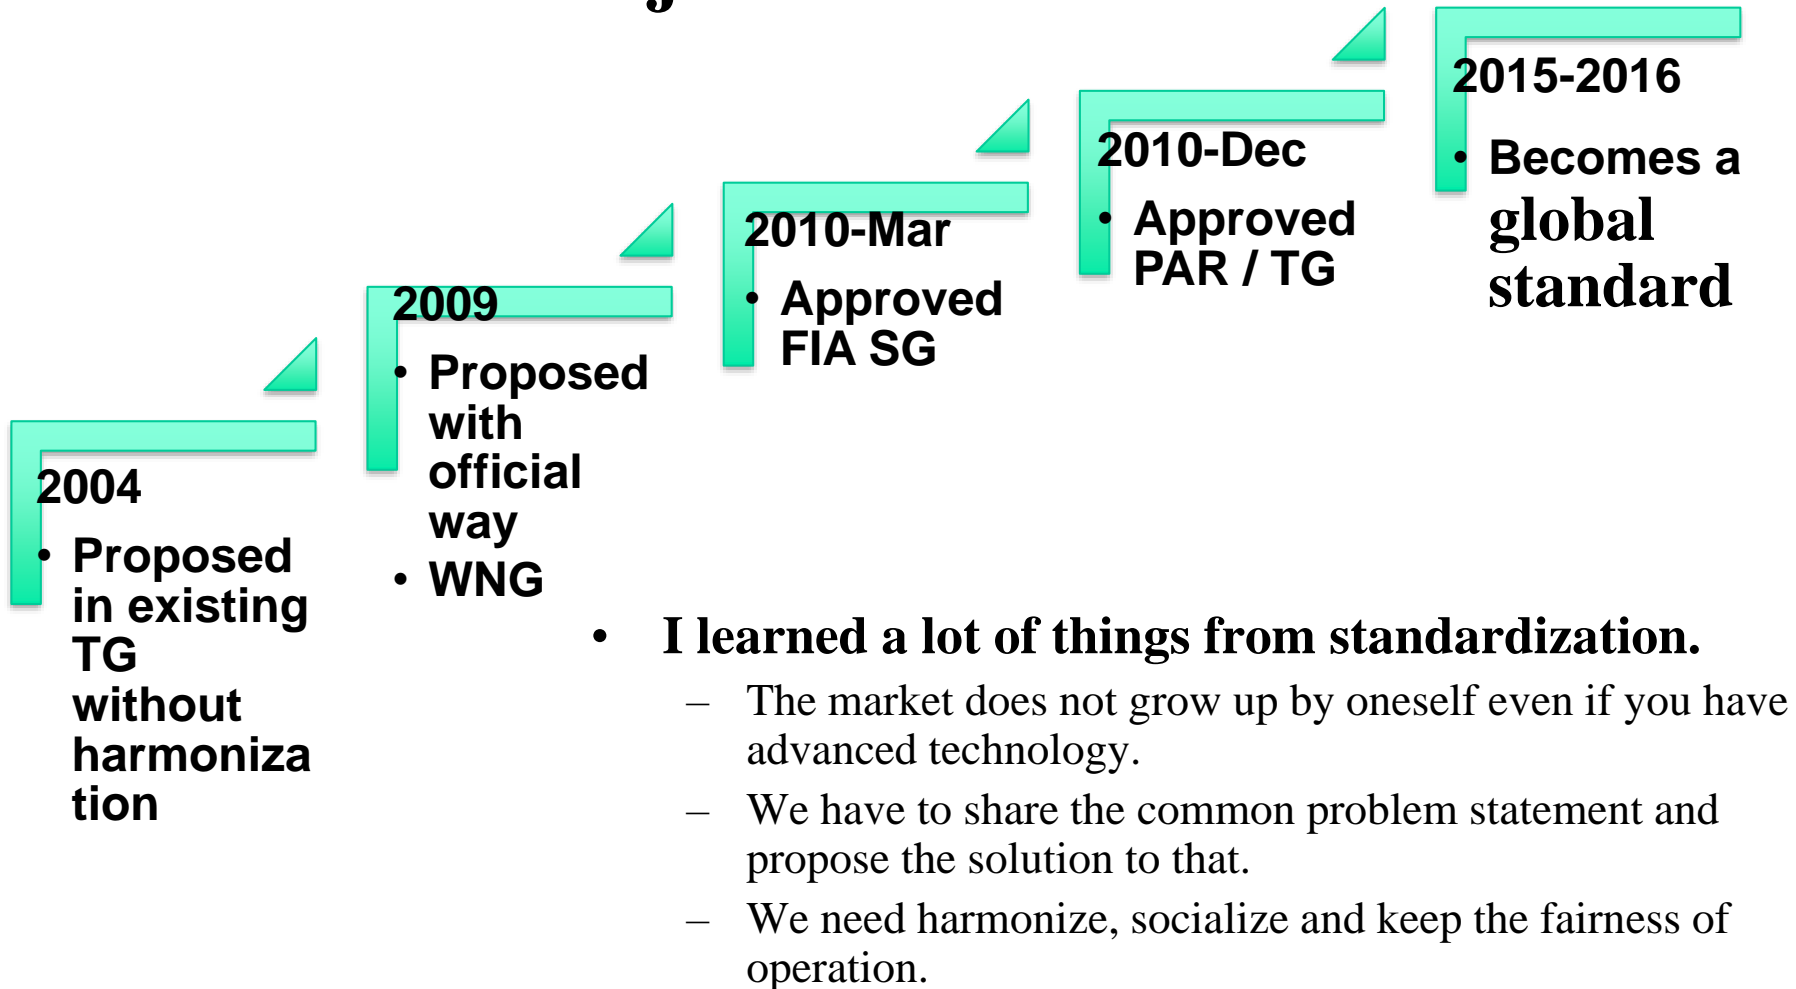 2004
• Proposed
in existing
TG
without
harmoniza
tion
2009
• Proposed
with
official
way
• WNG
2010-Mar
• Approved
FIA SG
2010-Dec
• Approved
PAR / TG
2015-2016
• Becomes a
global
standard
• I learned a lot of things from standardization.
– The market does not grow up by oneself even if you have
advanced technology.
– We have to share the common problem statement and
propose the solution to that.
– We need harmonize, socialize and keep the fairness of
operation.